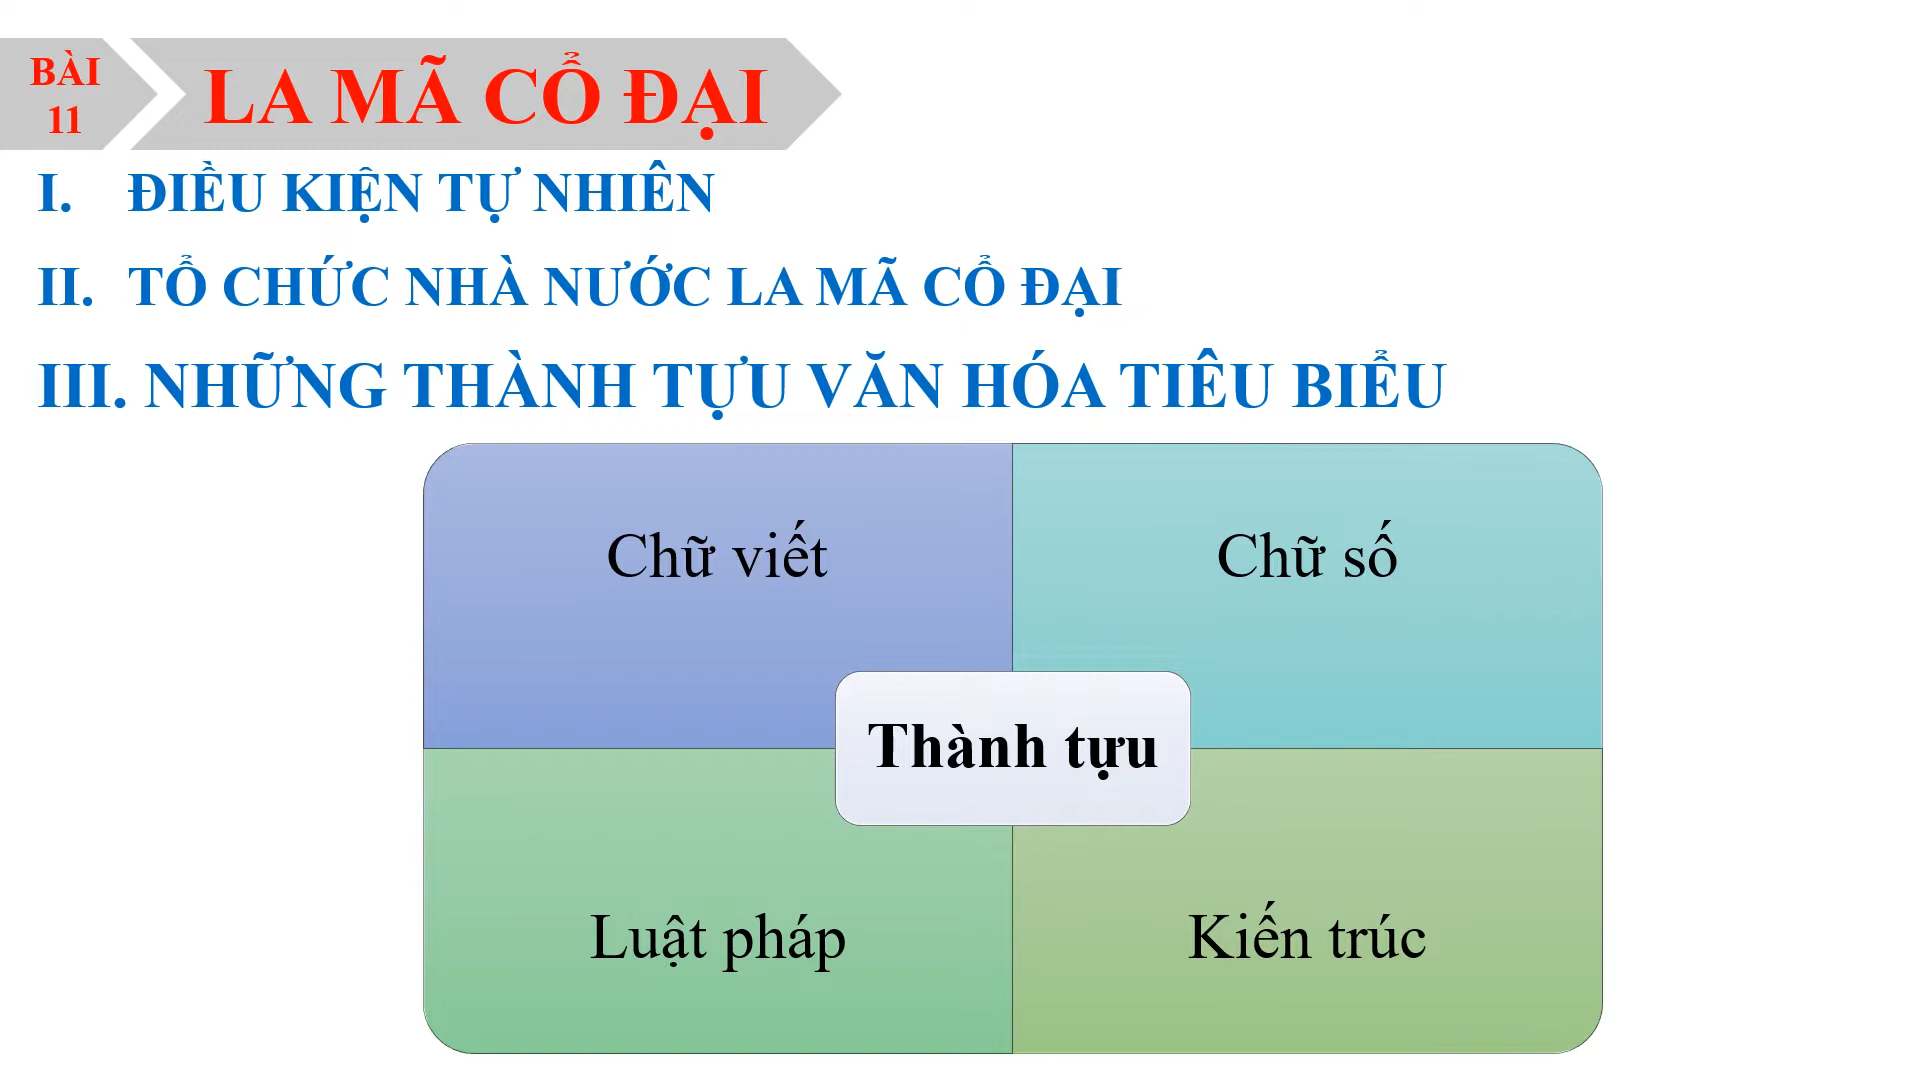 BÀI
11
LA MÃ CỔ ĐẠI
I. ĐIỀU KIỆN TỰ NHIÊN
II. TỔ CHỨC NHÀ NƯỚC LA MÃ CỔ ĐẠI
III. NHỮNG THÀNH TỰU VĂN HÓA TIÊU BIỂU
Chữ viết
Chữ số
Thành tựu
Luật pháp
Kiến trúc